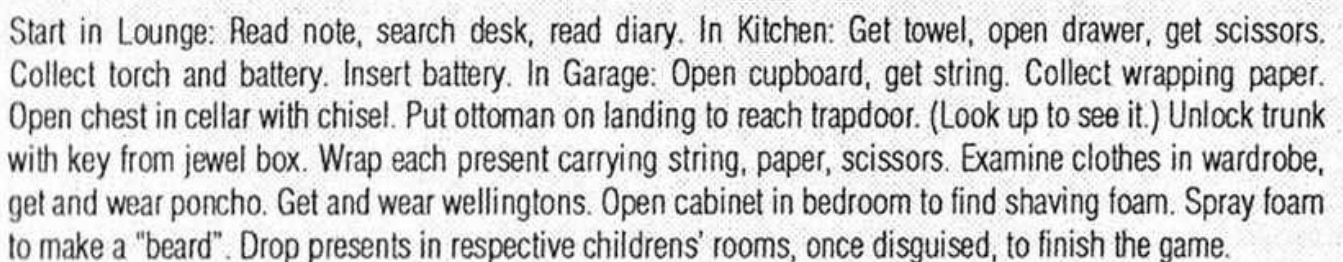 Start in Lounge: Read note, search desk, read diary. In Kitchen: Get towel, open drawer, get scissors.
Collect torch and battery. Insert battery. In Garage: Open cupboard, get string. Collect wrapping paper.
Open chest in cellar with chisel. Put ottoman on landing to reach trapdoor. (Look up to see it.) Unlock trunk
with key from jewel box. Wrap each present carrying string, paper, scissors. Examine clothes in wardrobe,
get and wear poncho. Get and wear wellingtons. Open cabinet in bedroom to find shaving foam. Spray foam
to make a "beard". Drop presents in respective childrens' rooms, once disguised, to finish the game.